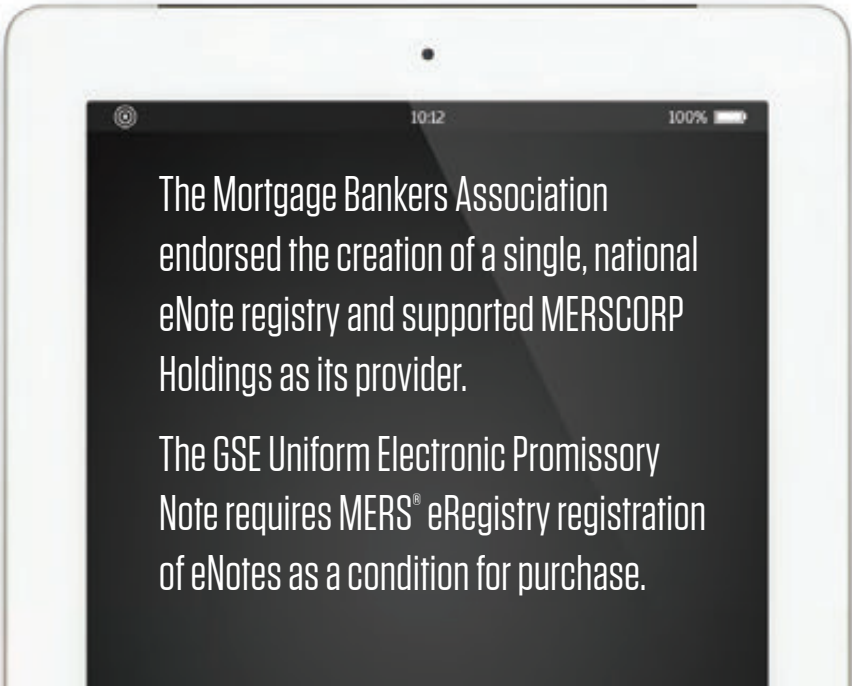 10:12
100%
The Mortgage Bankers Association
endorsed the creation of a single, national
eNote registry and supported MERSCORP
Holdings as its provider.
The GSE Uniform Electronic Promissory
Note requires MERS® eRegistry registration
of eNotes as a condition for purchase.